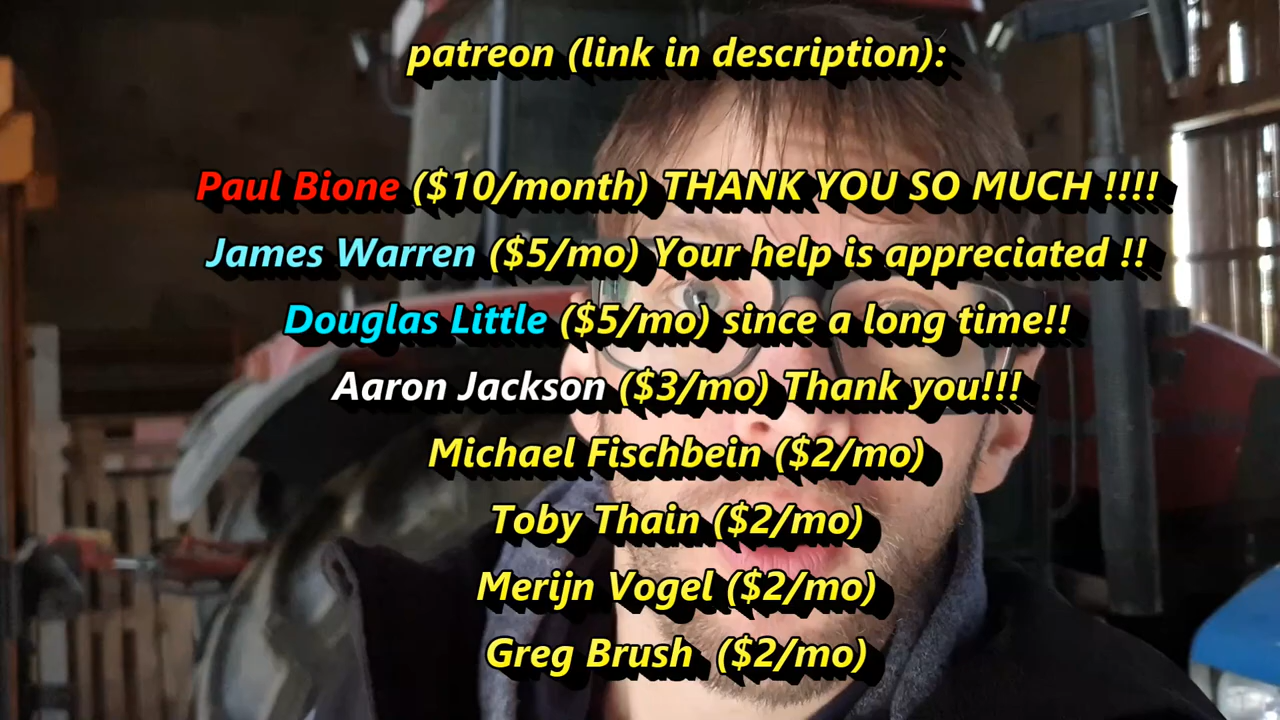 patreon (link in description):
Paul Bione ($10/month) THANK YOU SO MUCH !!!!
James Warren ($5/mo) Your help is appreciated !!
Douglas Little ($5/mo) since a long time!!
Aaron Jackson ($3/mo) Thank you!!!
Michael Fischbein ($2/mo)
Toby Thain ($2/mo)
Merijn Vogel ($2/mo)
Greg Brush ($2/mo)